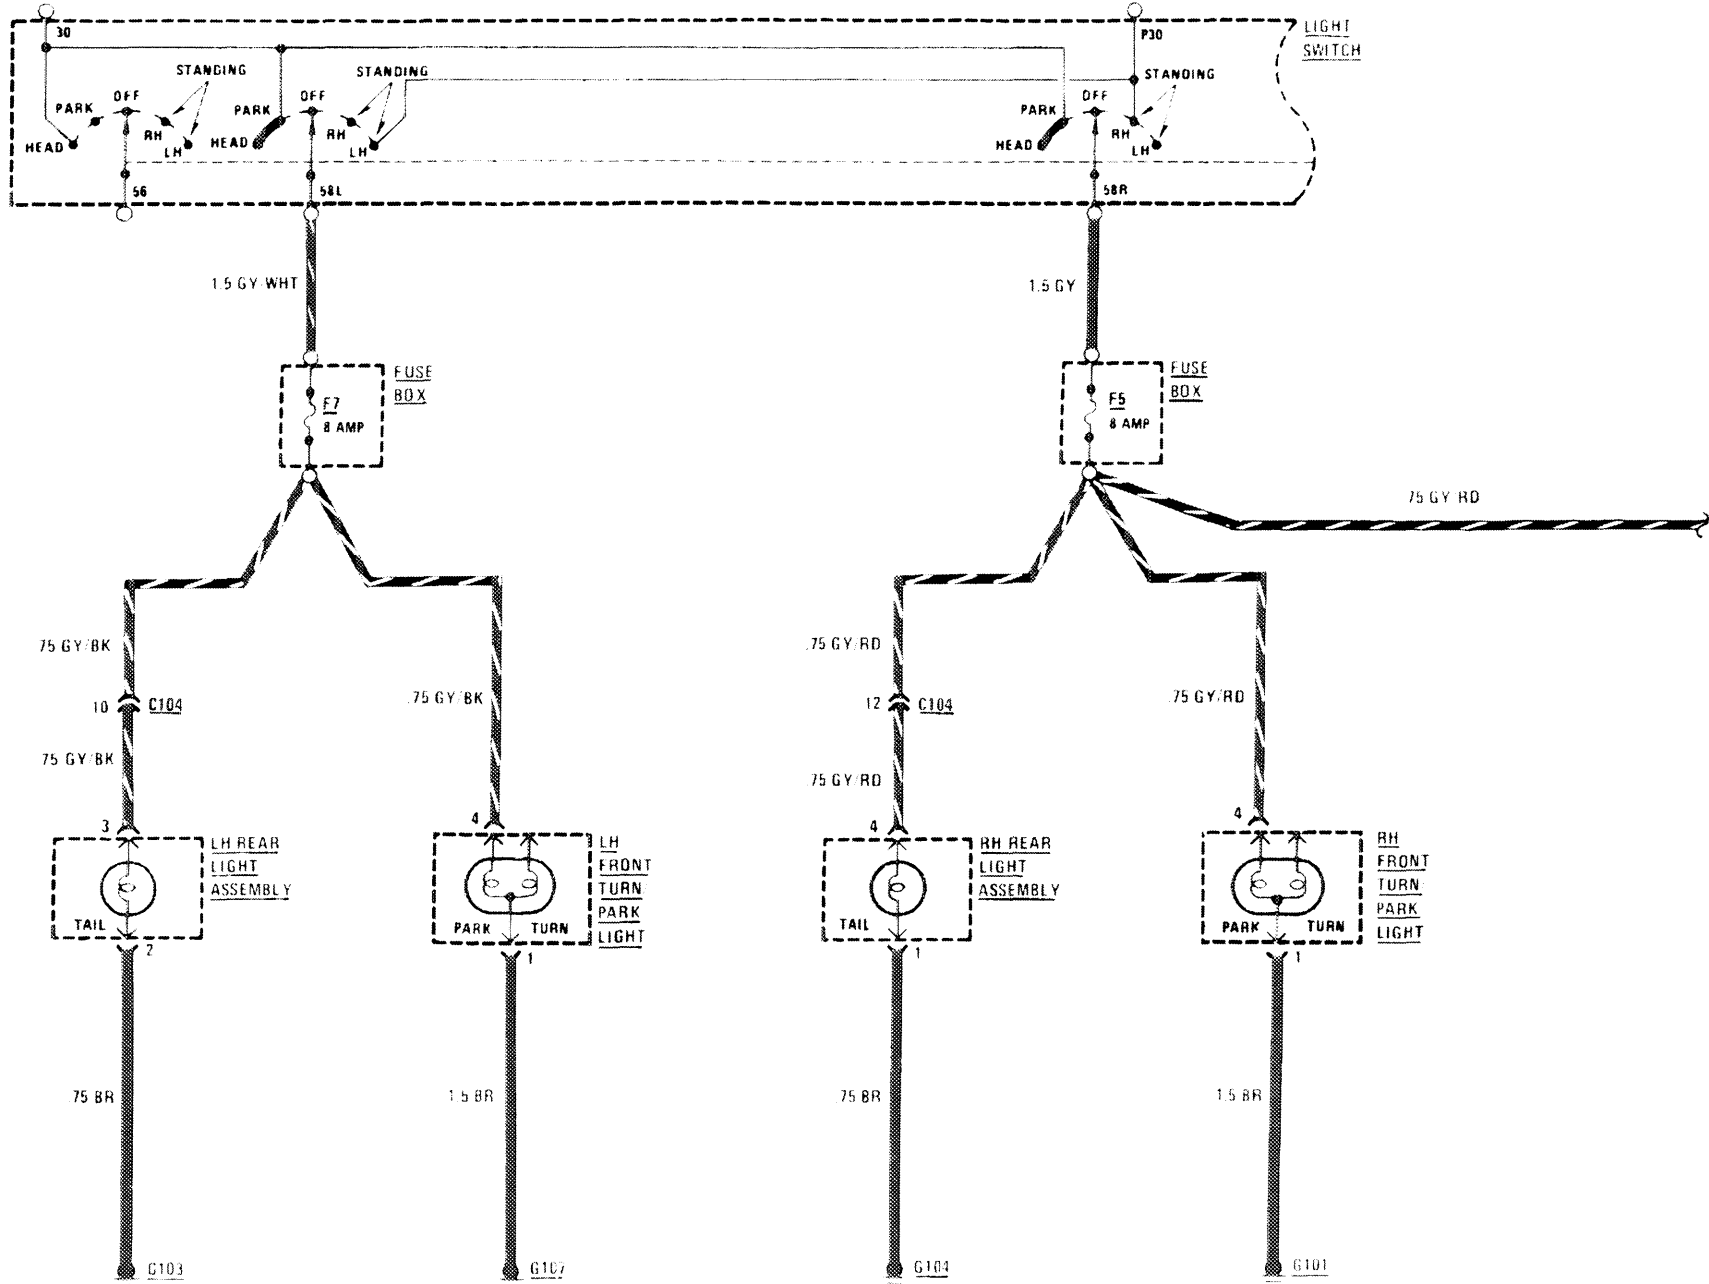 30
P30
LIGHT
SWITCH
STANDING
STANDING
STANDING
PARK
OFF
RH
LH
HEAD
PARK
OFF
RH
LH
HEAD
PARK
OFF
RH
LH
HEAD
56
58L
58R
1.5 GY/WHT
1.5 GY
FUSE
BOX
F7
8 AMP
FUSE
BOX
F5
8 AMP
75 GY RD
75 GY/BK
.75 GY/RD
10
C104
.75 GY/BK
12
C104
.75 GY/RD
75 GY/BK
.75 GY/RD
3
4
4
4
LH REAR
LIGHT
ASSEMBLY
TAIL
LH
FRONT
TURN/
PARK
LIGHT
PARK
TURN
RH REAR
LIGHT
ASSEMBLY
TAIL
RH
FRONT
TURN/
PARK
LIGHT
PARK
TURN
2
1
1
1
.75 BR
1.5 BR
.75 BR
1.5 BR
G103
G107
G104
G101